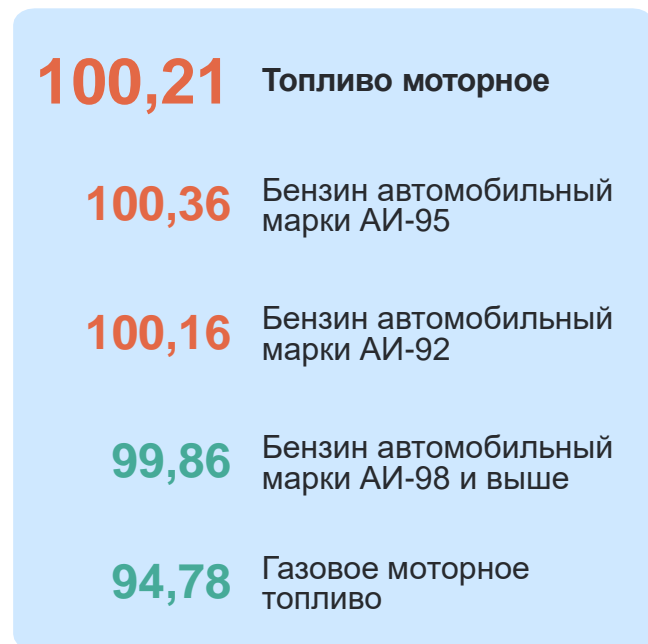 100,21 Топливо моторное
100,36 Бензин автомобильный
марки АИ-95
100,16 Бензин автомобильный
марки АИ-92
99,86 Бензин автомобильный
марки АИ-98 и выше
94,78 Газовое моторное
топливо